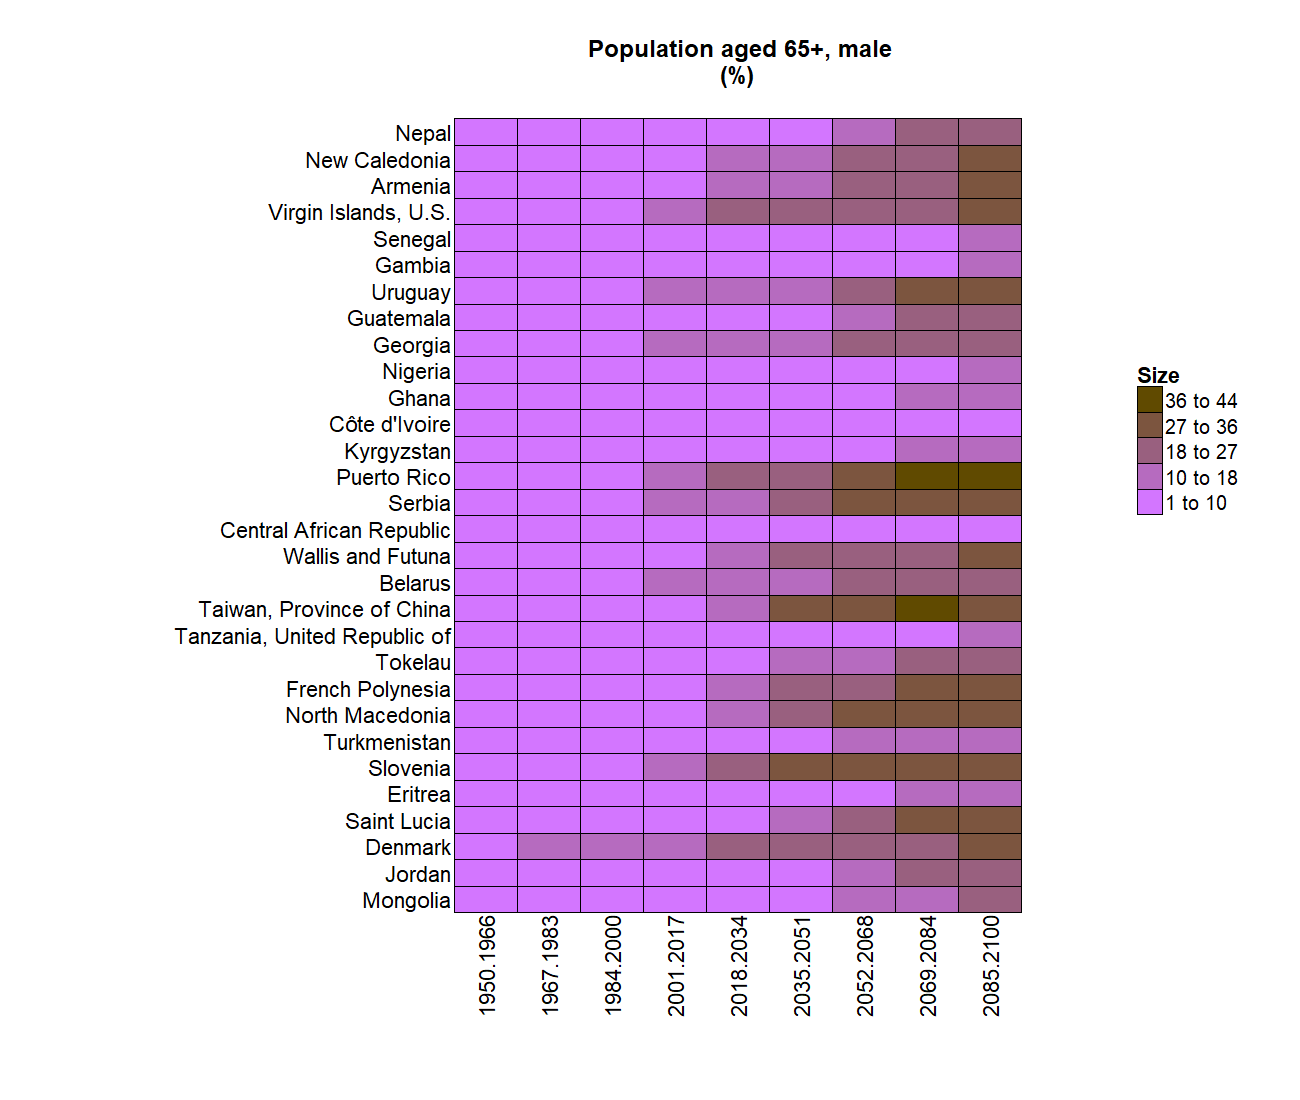 Population aged 65+, male
(%)
Nepal
New Caledonia
Armenia
Virgin Islands, U.S.
Senegal
Gambia
Uruguay
Guatemala
Georgia
Nigeria
Ghana
Côte d'Ivoire
Kyrgyzstan
Puerto Rico
Serbia
Central African Republic
Wallis and Futuna
Belarus
Taiwan, Province of China
Tanzania, United Republic of
Tokelau
French Polynesia
North Macedonia
Turkmenistan
Slovenia
Eritrea
Saint Lucia
Denmark
Jordan
Mongolia
1950.1966
1967.1983
1984.2000
2001.2017
2018.2034
2035.2051
2052.2068
2069.2084
2085.2100
Size
36 to 44
27 to 36
18 to 27
10 to 18
1 to 10